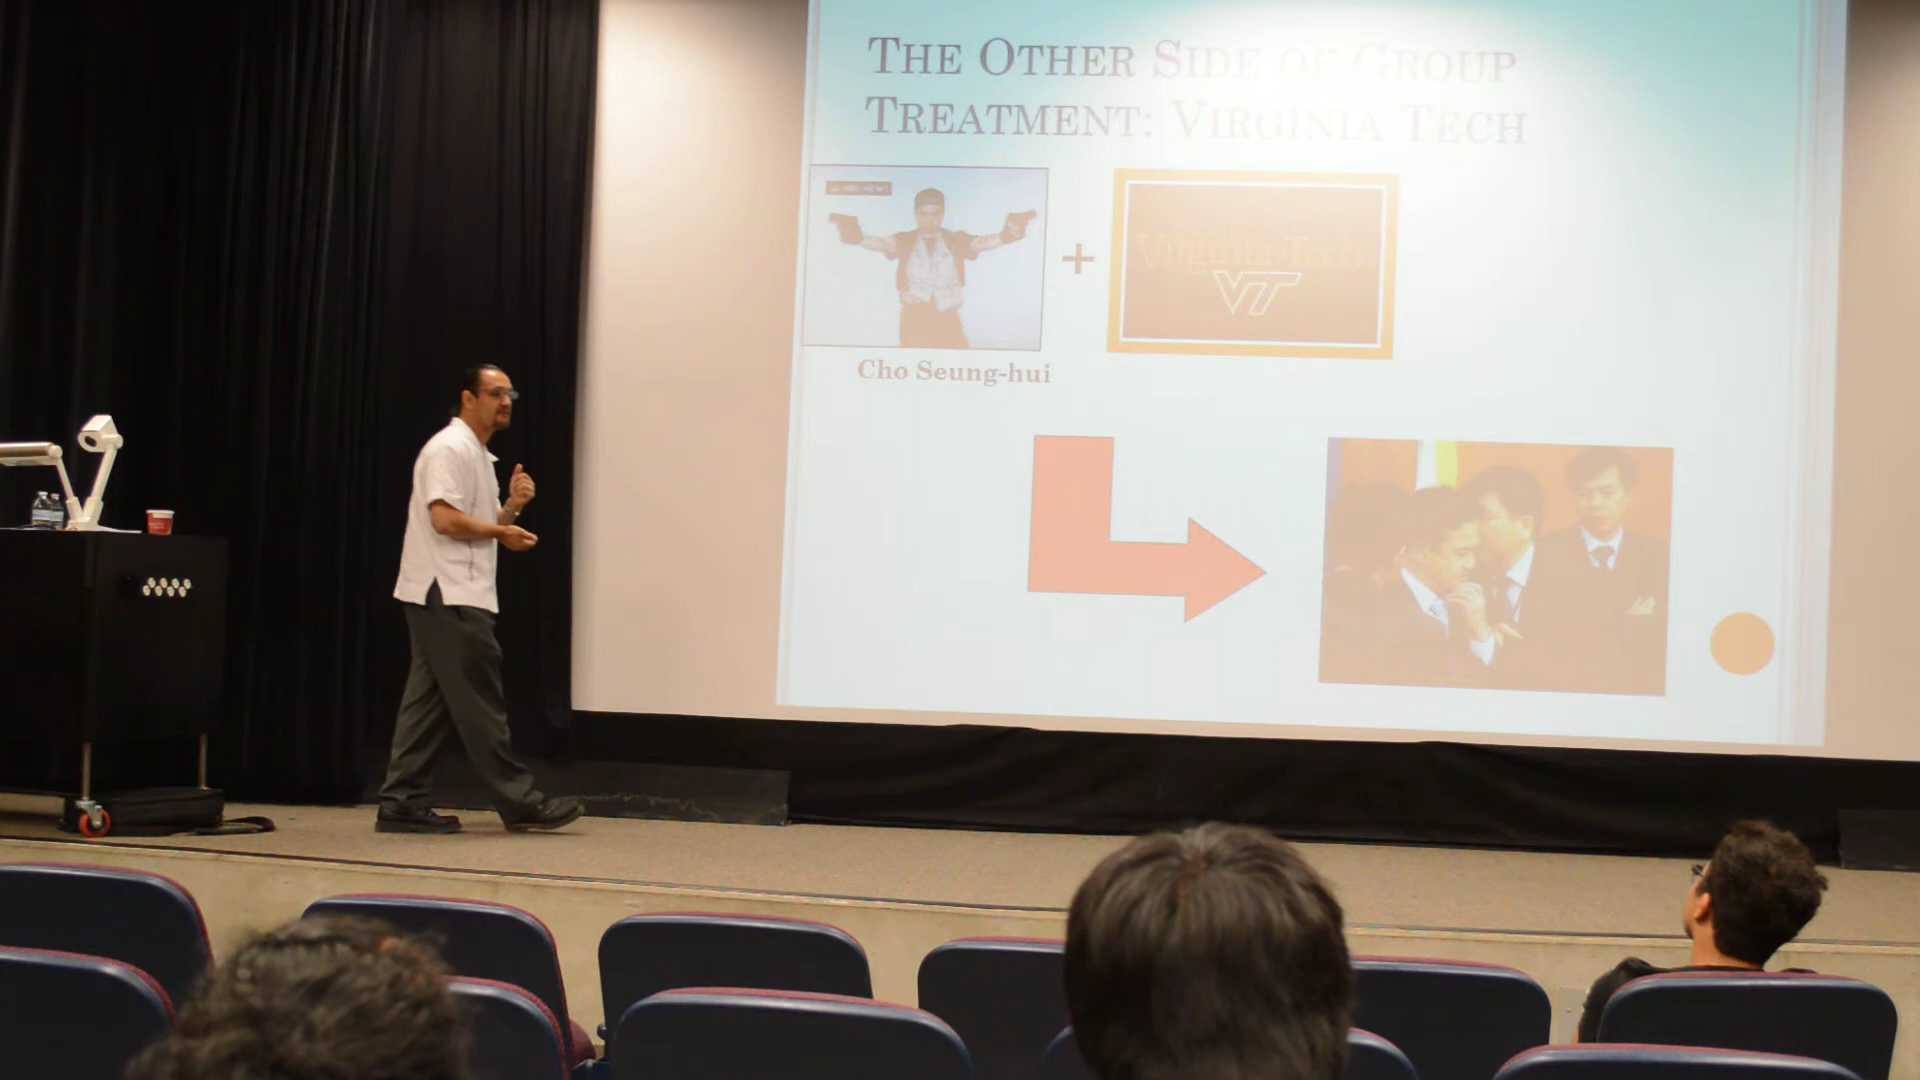 THE OTHER SIDE OF GROUP
TREATMENT: VIRGINIA TECH
Virginia Tech
VT
Cho Seung-hui